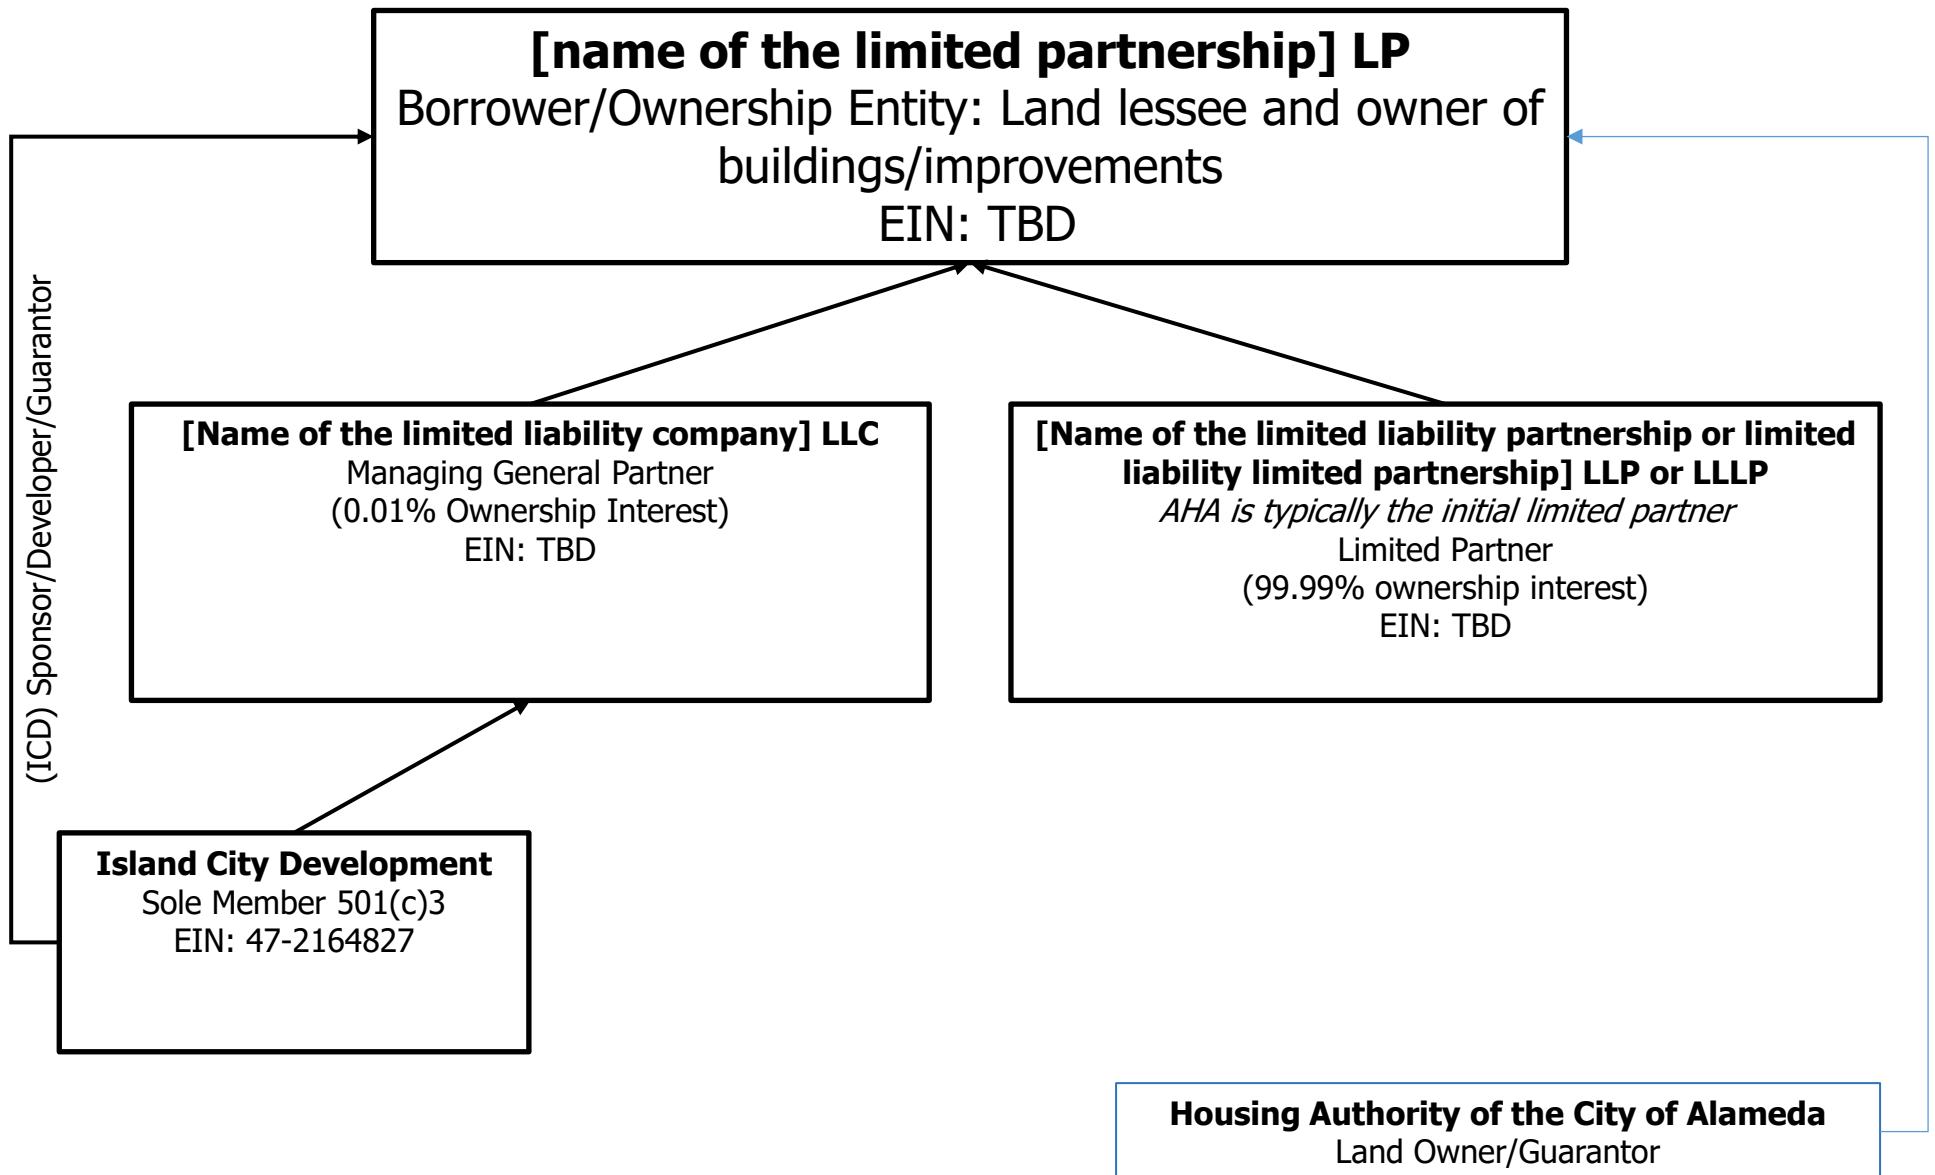 [name of the limited partnership] LP
Borrower/Ownership Entity: Land lessee and owner of
buildings/improvements
EIN: TBD
(ICD) Sponsor/Developer/Guarantor
[Name of the limited liability company] LLC
Managing General Partner
(0.01% Ownership Interest)
EIN: TBD
[Name of the limited liability partnership or limited
liability limited partnership] LLP or LLLP
AHA is typically the initial limited partner
Limited Partner
(99.99% ownership interest)
EIN: TBD
Island City Development
Sole Member 501(c)3
EIN: 47-2164827
Housing Authority of the City of Alameda
Land Owner/Guarantor